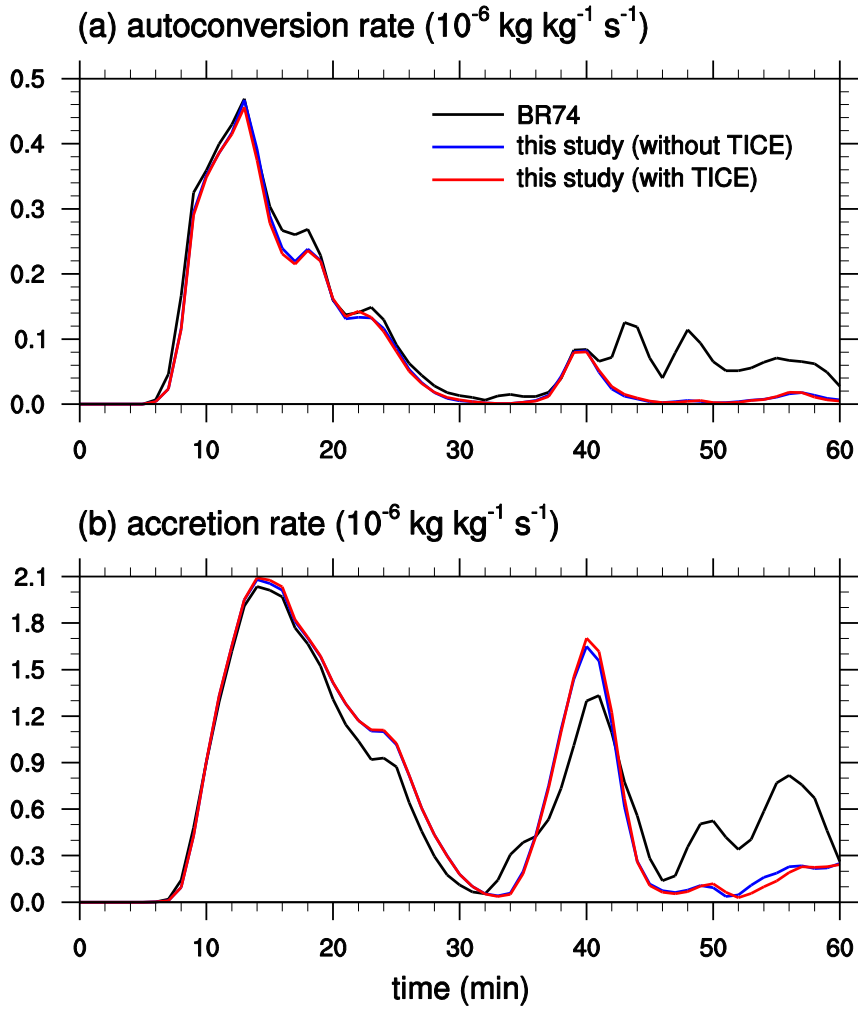 (a) autoconversion rate (10⁻⁶ kg kg⁻¹ s⁻¹)
0.5
BR74
0.4
this study (without TICE)
this study (with TICE)
0.3
0.2
0.1
0.0
0 10 20 30 40 50 60
(b) accretion rate (10⁻⁶ kg kg⁻¹ s⁻¹)
2.1
1.8
1.5
1.2
0.9
0.6
0.3
0.0
0 10 20 30 40 50 60
time (min)